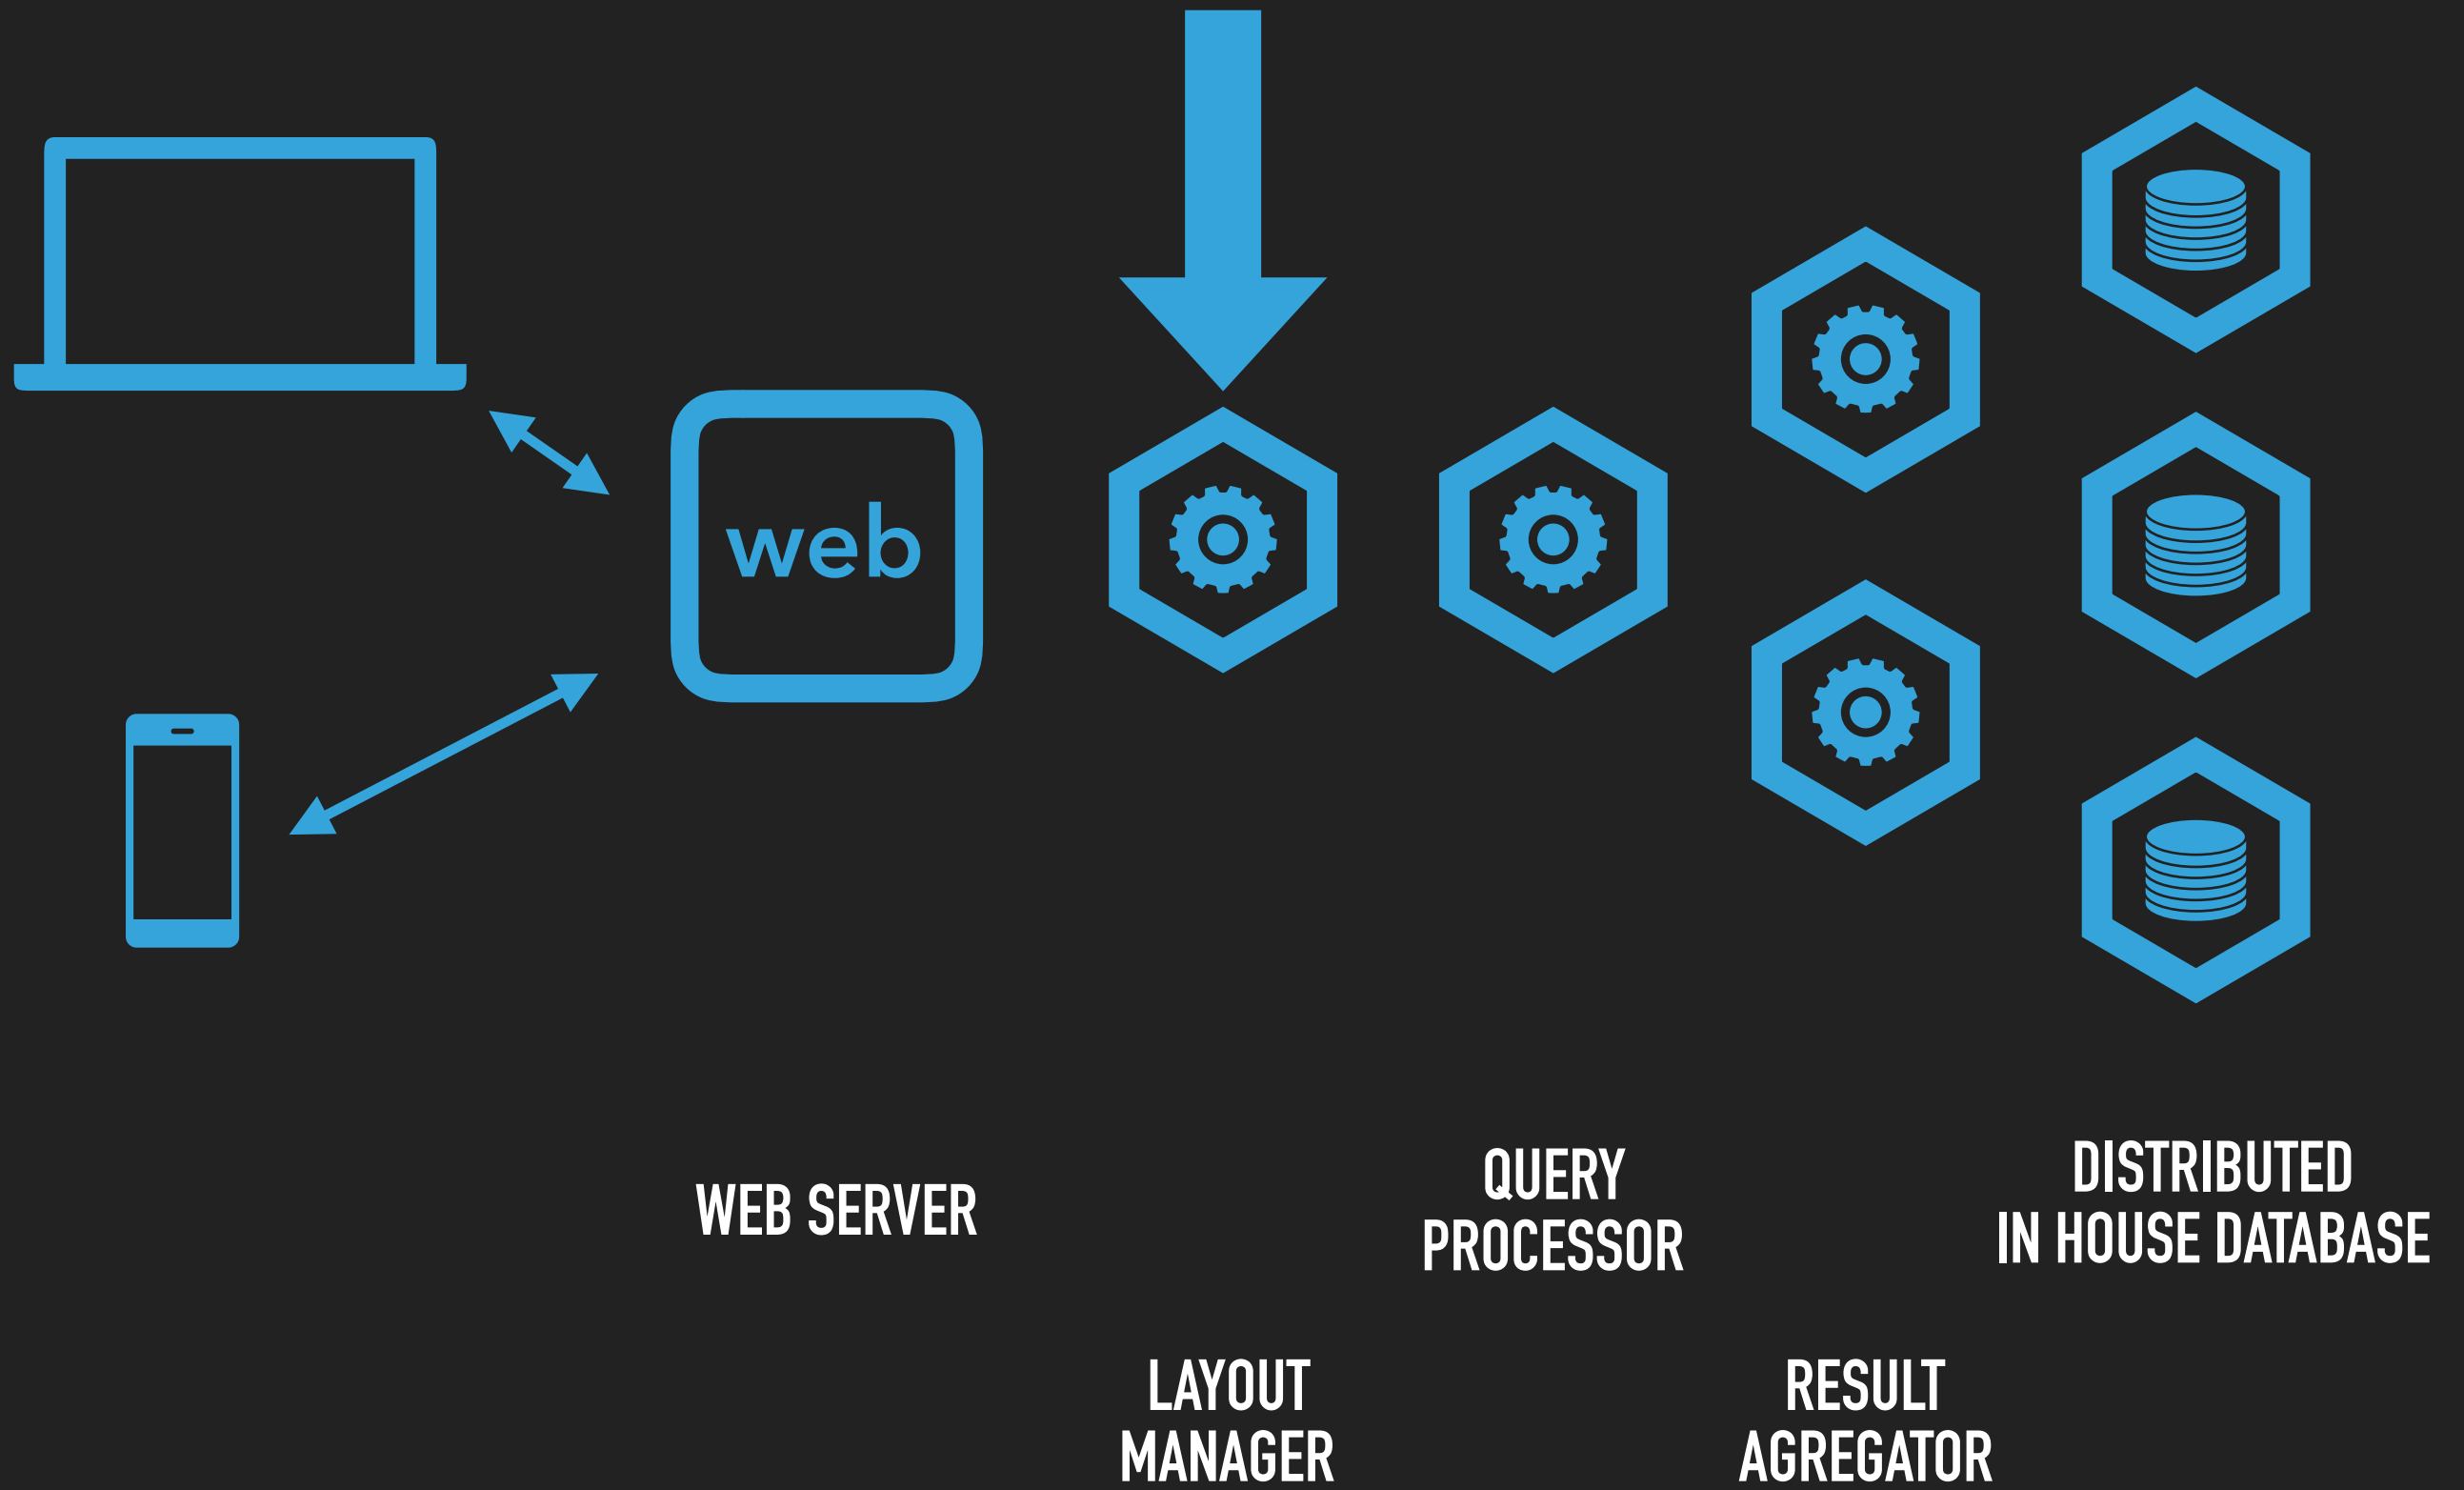 web
WEB SERVER
LAYOUT
MANAGER
QUERY
PROCESSOR
RESULT
AGREGATOR
DISTRIBUTED,
IN HOUSE DATABASE